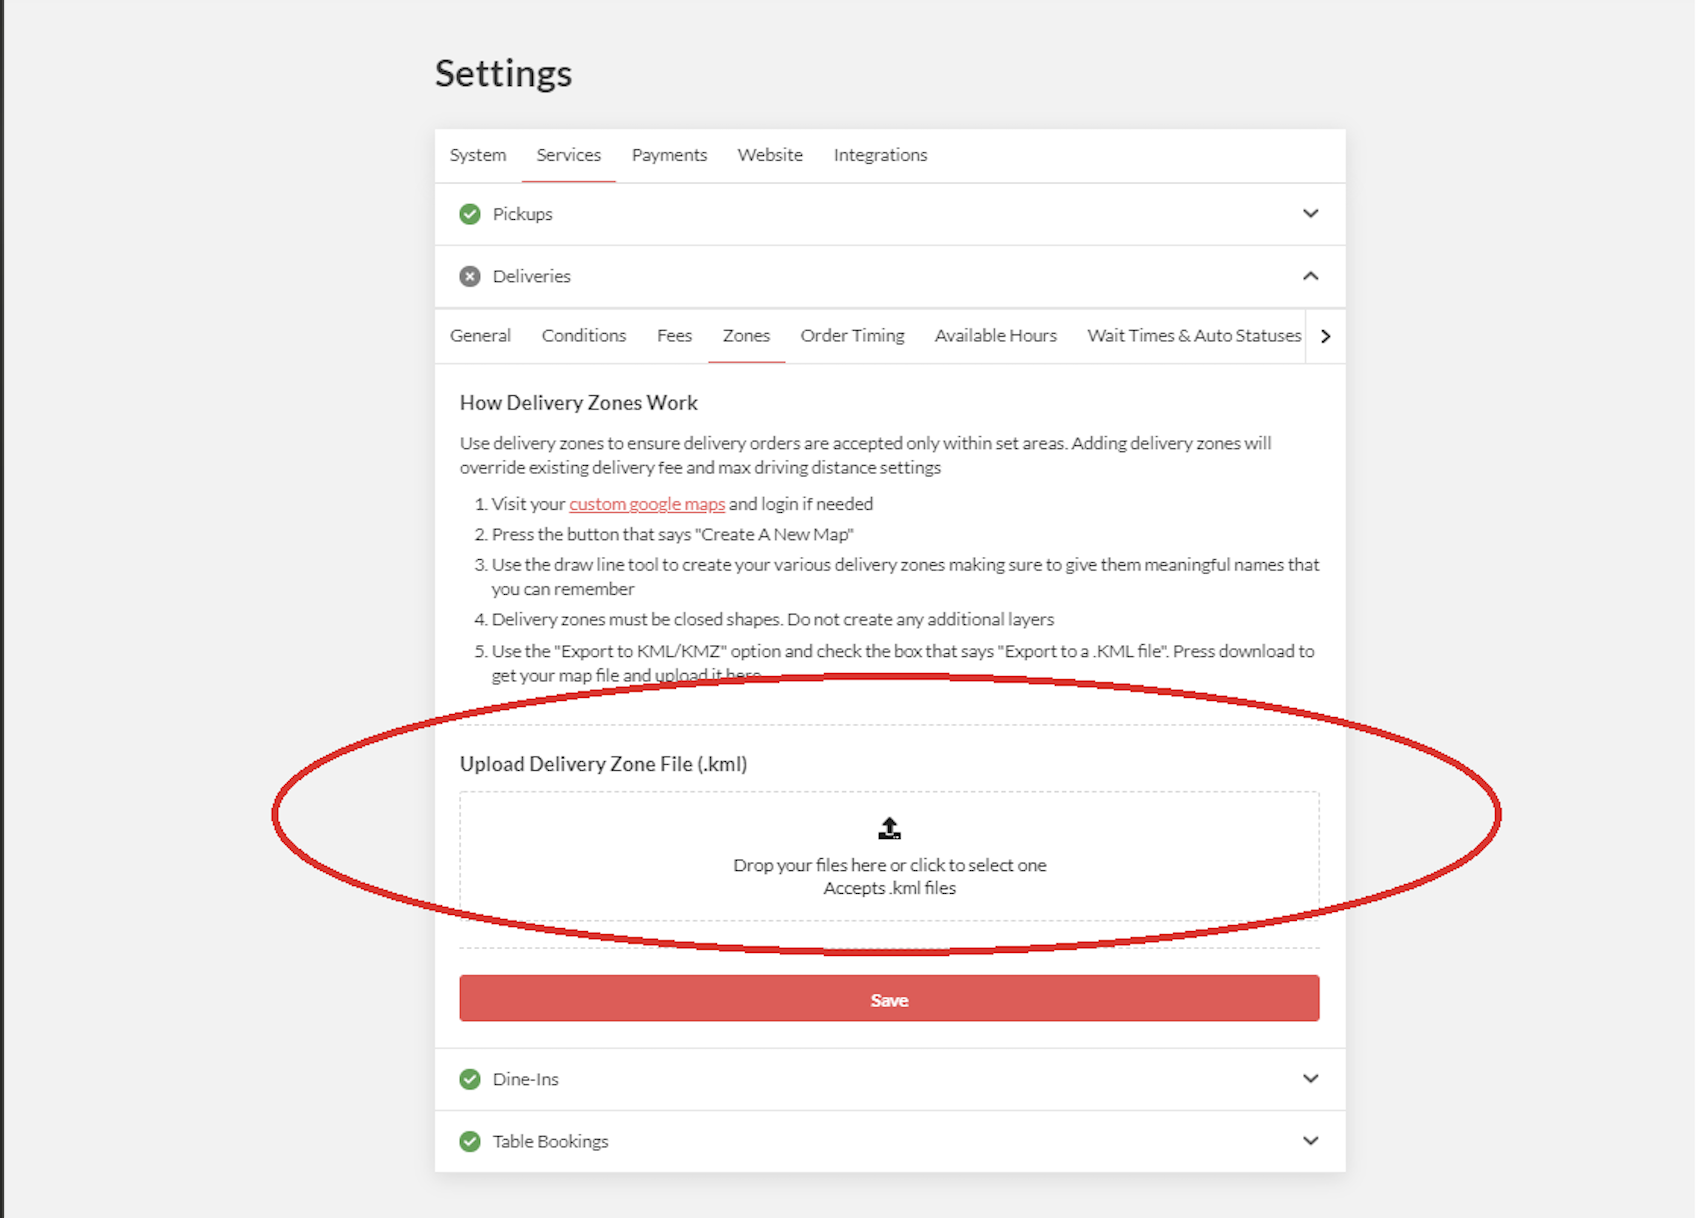 Settings
System Services Payments Website Integrations
Pickups
Deliveries
General Conditions Fees Zones Order Timing Available Hours Wait Times & Auto Statuses
How Delivery Zones Work
Use delivery zones to ensure delivery orders are accepted only within set areas. Adding delivery zones will
override existing delivery fee and max driving distance settings
1. Visit your custom google maps and login if needed
2. Press the button that says "Create A New Map"
3. Use the draw line tool to create your various delivery zones making sure to give them meaningful names that
you can remember
4. Delivery zones must be closed shapes. Do not create any additional layers
5. Use the "Export to KML/KMZ" option and check the box that says "Export to a .KML file". Press download to
get your map file and upload it here
Upload Delivery Zone File (.kml)
Drop your files here or click to select one
Accepts .kml files
Save
Dine-Ins
Table Bookings